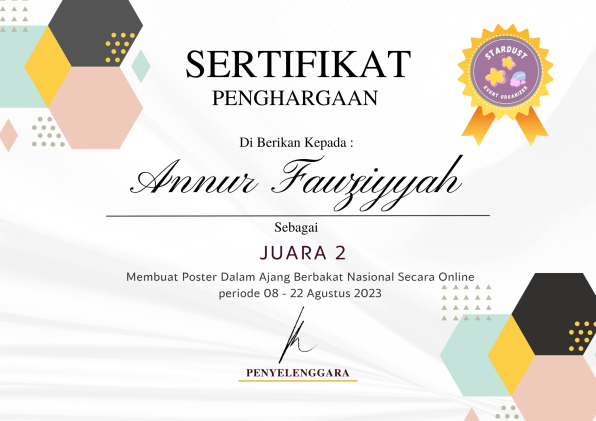 SERTIFIKAT
PENGHARGAAN
STARDUST
EVENT ORGANIZER
Di Berikan Kepada :
Annur Fauziyyah
Sebagai
JUARA 2
Membuat Poster Dalam Ajang Berbakat Nasional Secara Online
periode 08 - 22 Agustus 2023
PENYELENGGARA